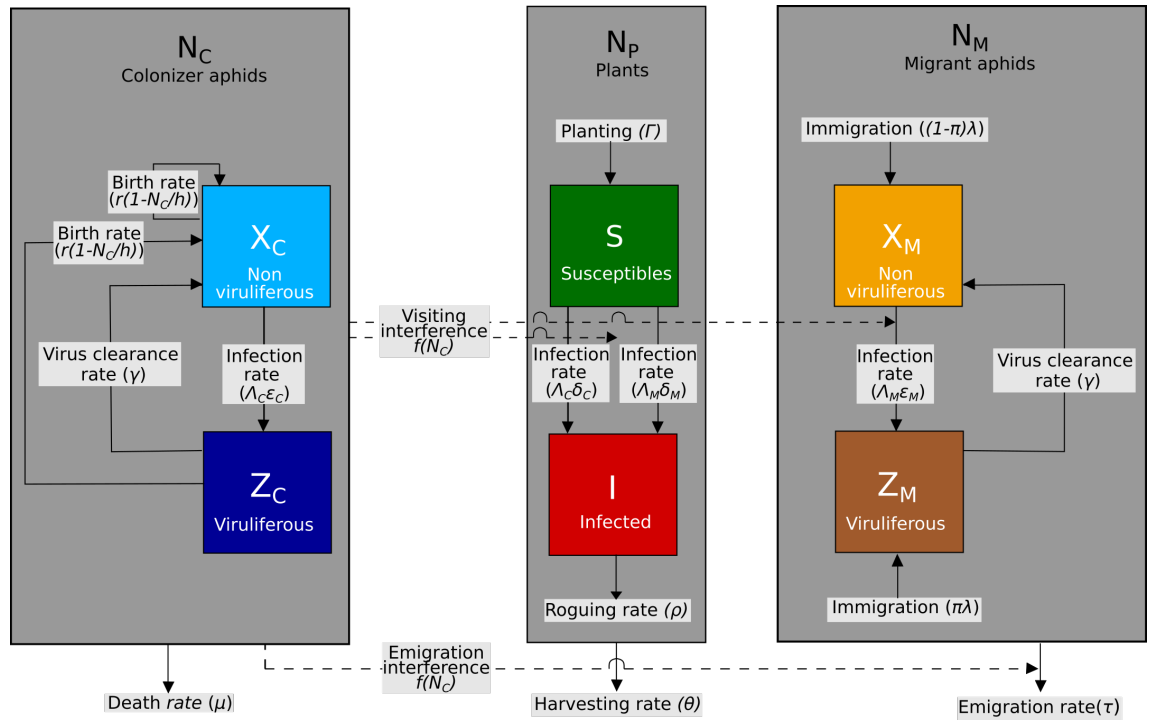 N_C
Colonizer aphids
Birth rate
(r(1-N_C/h))
Birth rate
(r(1-N_C/h))
X_C
Non
viruliferous
Virus clearance
rate (γ)
Infection
rate
(Λ_Cε_C)
Z_C
Viruliferous
Death rate (μ)
Visiting
interference
f(N_C)
Emigration
interference
f(N_C)
N_P
Plants
Planting (Γ)
S
Susceptibles
Infection
rate
(Λ_Cδ_C)
Infection
rate
(Λ_Mδ_M)
I
Infected
Roguing rate (ρ)
Harvesting rate (θ)
N_M
Migrant aphids
Immigration ((1-π)λ)
X_M
Non
viruliferous
Infection
rate
(Λ_Mε_M)
Virus clearance
rate (γ)
Z_M
Viruliferous
Immigration (πλ)
Emigration rate(τ)